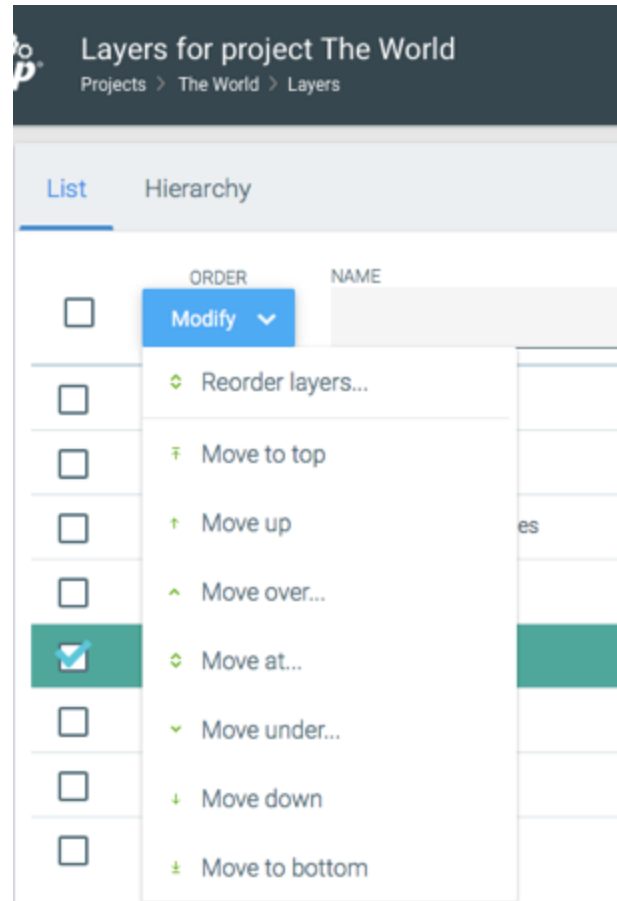 Layers for project The World
Projects > The World > Layers
List Hierarchy
ORDER NAME
Modify
Reorder layers...
Move to top
Move up
es
Move over...
Move at...
Move under...
Move down
Move to bottom